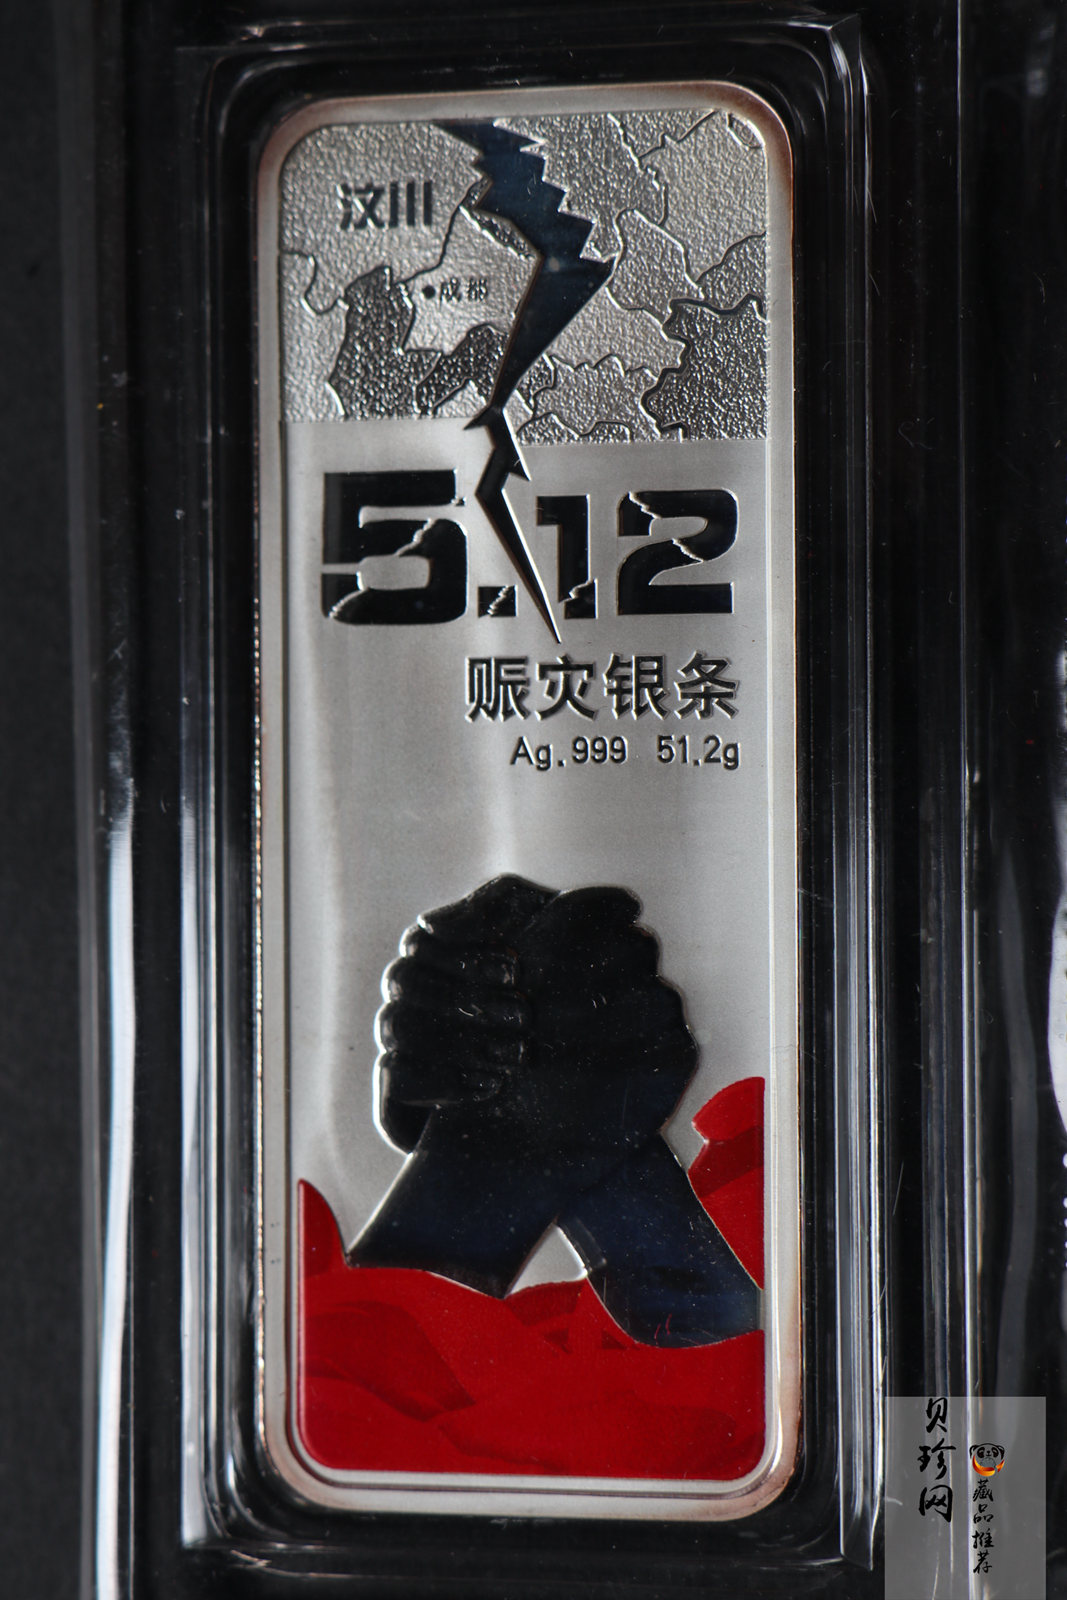 汶川
成都
5.12
赈灾银条
Ag.999 51.2g
贝珍网
藏品推荐